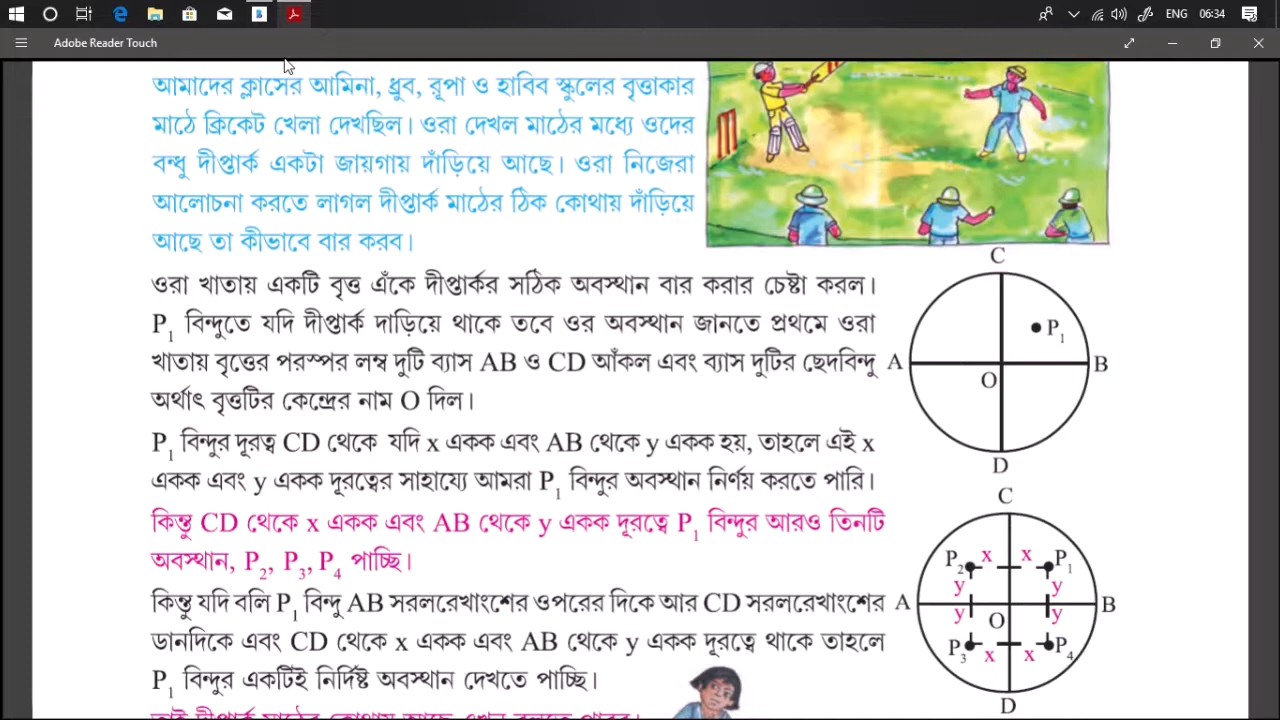 ENG 06:34
Adobe Reader Touch
আমাদের ক্লাসের আমিনা, ধ্রুব, রূপা ও হাবিব স্কুলের বৃত্তাকার
মাঠে ক্রিকেট খেলা দেখছিল। ওরা দেখল মাঠের মধ্যে ওদের
বন্ধু দীপ্তার্ক একটা জায়গায় দাঁড়িয়ে আছে। ওরা নিজেরা
আলোচনা করতে লাগল দীপ্তার্ক মাঠের ঠিক কোথায় দাঁড়িয়ে
আছে তা কীভাবে বার করব।
ওরা খাতায় একটি বৃত্ত এঁকে দীপ্তার্কর সঠিক অবস্থান বার করার চেষ্টা করল।
P₁ বিন্দুতে যদি দীপ্তার্ক দাড়িয়ে থাকে তবে ওর অবস্থান জানতে প্রথমে ওরা
খাতায় বৃত্তের পরস্পর লম্ব দুটি ব্যাস AB ও CD আঁকল এবং ব্যাস দুটির ছেদবিন্দু
অর্থাৎ বৃত্তটির কেন্দ্রের নাম O দিল।
C
P₁
A
B
O
D
P₁ বিন্দুর দূরত্ব CD থেকে যদি x একক এবং AB থেকে y একক হয়, তাহলে এই x
একক এবং y একক দূরত্বের সাহায্যে আমরা P₁ বিন্দুর অবস্থান নির্ণয় করতে পারি।
কিন্তু CD থেকে x একক এবং AB থেকে y একক দূরত্বে P₁ বিন্দুর আরও তিনটি
অবস্থান, P₂, P₃, P₄ পাচ্ছি।
কিন্তু যদি বলি P₁ বিন্দু AB সরলরেখাংশের ওপরের দিকে আর CD সরলরেখাংশের
ডানদিকে এবং CD থেকে x একক এবং AB থেকে y একক দূরত্বে থাকে তাহলে
P₁ বিন্দুর একটিই নির্দিষ্ট অবস্থান দেখতে পাচ্ছি।
C
P₂ x x P₁
y y
A B
y O y
P₃ x x P₄
D
তাই দীপ্তার্ক মাঠের কোথায় আছে এখন বলতে পারব।